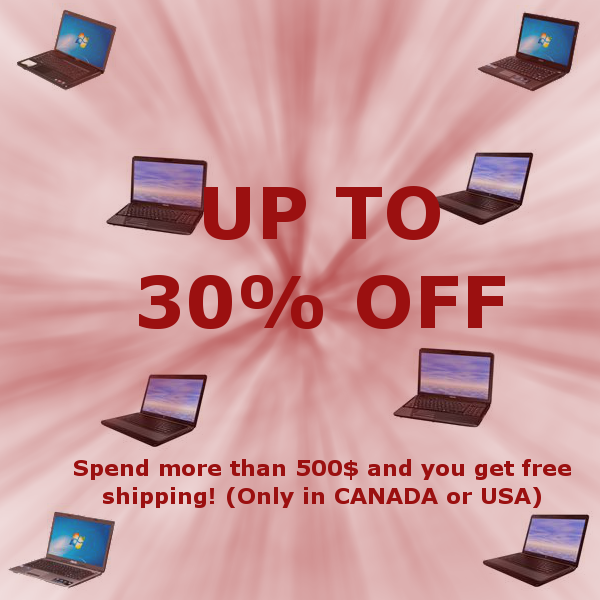 UP TO
30% OFF
Spend more than 500$ and you get free
shipping! (Only in CANADA or USA)